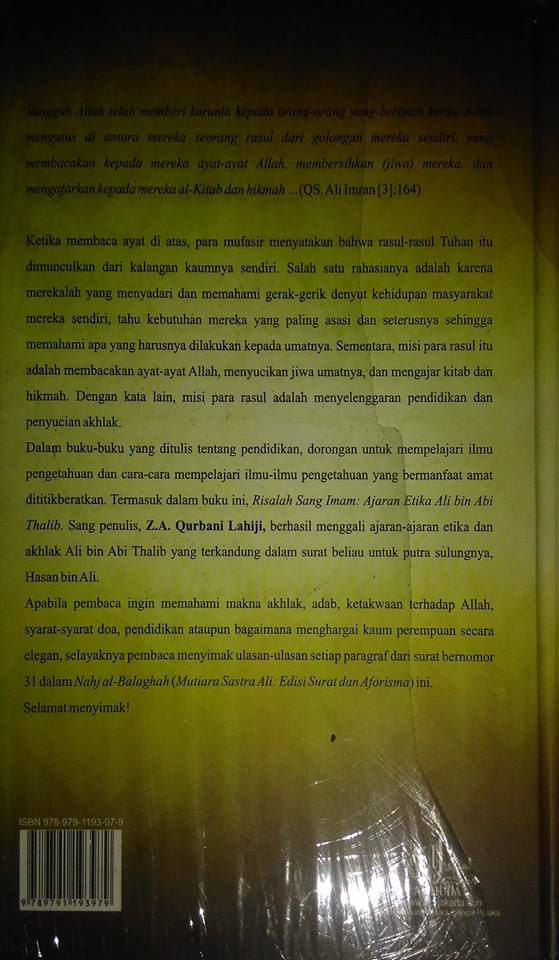 Sungguh Allah telah memberi karunia kepada orang-orang yang beriman ketika Allah
mengutus di antara mereka seorang rasul dari golongan mereka sendiri, yang
membacakan kepada mereka ayat-ayat Allah, membersihkan (jiwa) mereka, dan
mengajarkan kepada mereka al-Kitab dan hikmah ...(QS. Ali Imran [3]:164)
Ketika membaca ayat di atas, para mufasir menyatakan bahwa rasul-rasul Tuhan itu
dimunculkan dari kalangan kaumnya sendiri. Salah satu rahasianya adalah karena
merekalah yang menyadari dan memahami gerak-gerik denyut kehidupan masyarakat
mereka sendiri, tahu kebutuhan mereka yang paling asasi dan seterusnya sehingga
memahami apa yang harusnya dilakukan kepada umatnya. Sementara, misi para rasul itu
adalah membacakan ayat-ayat Allah, menyucikan jiwa umatnya, dan mengajar kitab dan
hikmah. Dengan kata lain, misi para rasul adalah menyelenggaran pendidikan dan
penyucian akhlak.
Dalam buku-buku yang ditulis tentang pendidikan, dorongan untuk mempelajari ilmu
pengetahuan dan cara-cara mempelajari ilmu-ilmu pengetahuan yang bermanfaat amat
dititikberatkan. Termasuk dalam buku ini, Risalah Sang Imam: Ajaran Etika Ali bin Abi
Thalib. Sang penulis, Z.A. Qurbani Lahiji, berhasil menggali ajaran-ajaran etika dan
akhlak Ali bin Abi Thalib yang terkandung dalam surat beliau untuk putra sulungnya,
Hasan bin Ali.
Apabila pembaca ingin memahami makna akhlak, adab, ketakwaan terhadap Allah,
syarat-syarat doa, pendidikan ataupun bagaimana menghargai kaum perempuan secara
elegan, selayaknya pembaca menyimak ulasan-ulasan setiap paragraf dari surat bernomor
31 dalam Nahj al-Balaghah (Mutiara Sastra Ali: Edisi Surat dan Aforisma) ini.
Selamat menyimak!
ISBN 978-979-1193-97-9
9 789791 193979
Pustaka